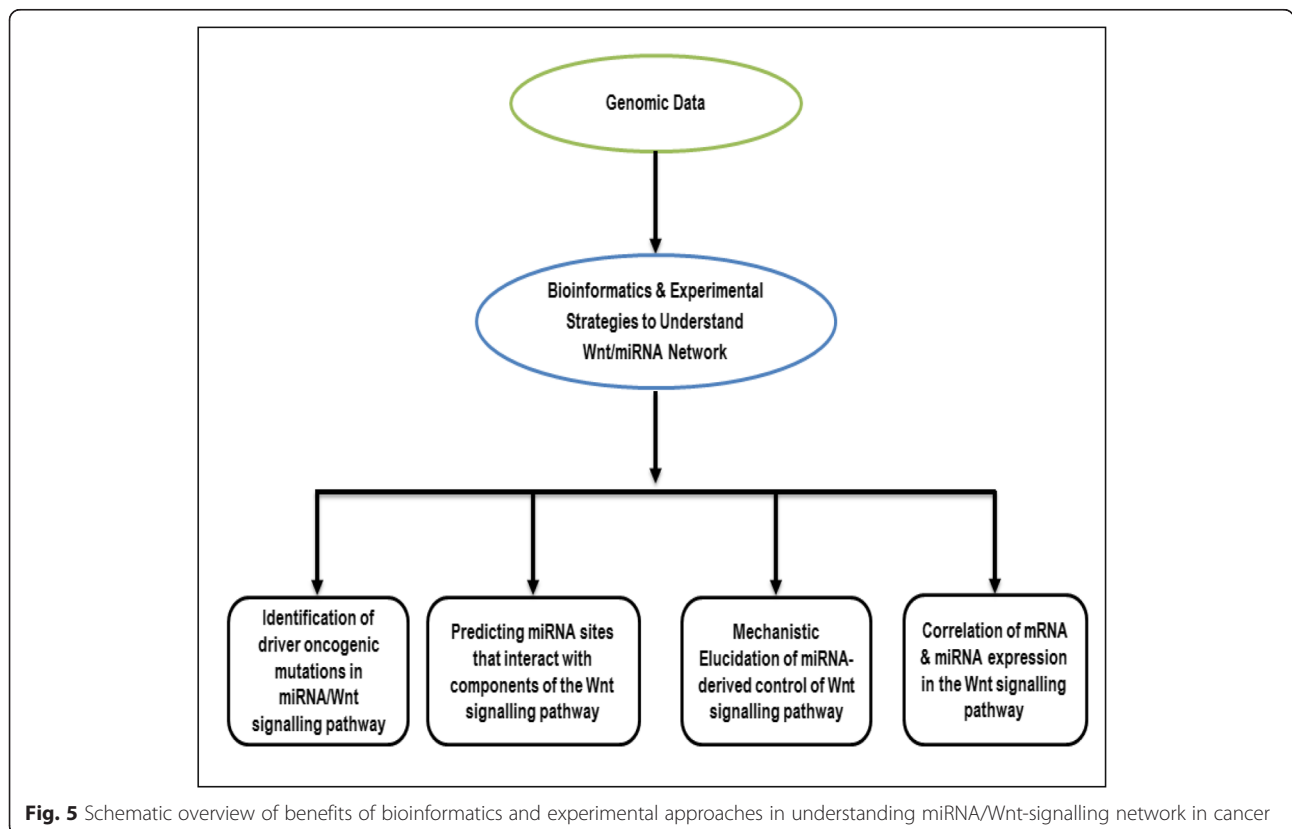 Genomic Data
Bioinformatics & Experimental
Strategies to Understand
Wnt/miRNA Network
Identification of
driver oncogenic
mutations in
miRNA/Wnt
signalling pathway
Predicting miRNA sites
that interact with
components of the Wnt
signalling pathway
Mechanistic
Elucidation of miRNA-
derived control of Wnt
signalling pathway
Correlation of mRNA
& miRNA expression
in the Wnt signalling
pathway
Fig. 5 Schematic overview of benefits of bioinformatics and experimental approaches in understanding miRNA/Wnt-signalling network in cancer